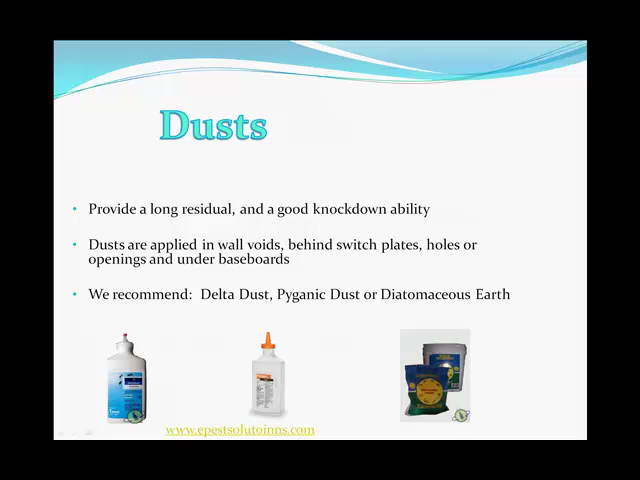 Dusts
• Provide a long residual, and a good knockdown ability
• Dusts are applied in wall voids, behind switch plates, holes or
openings and under baseboards
• We recommend:  Delta Dust, Pyganic Dust or Diatomaceous Earth
www.epestsolutoinns.com